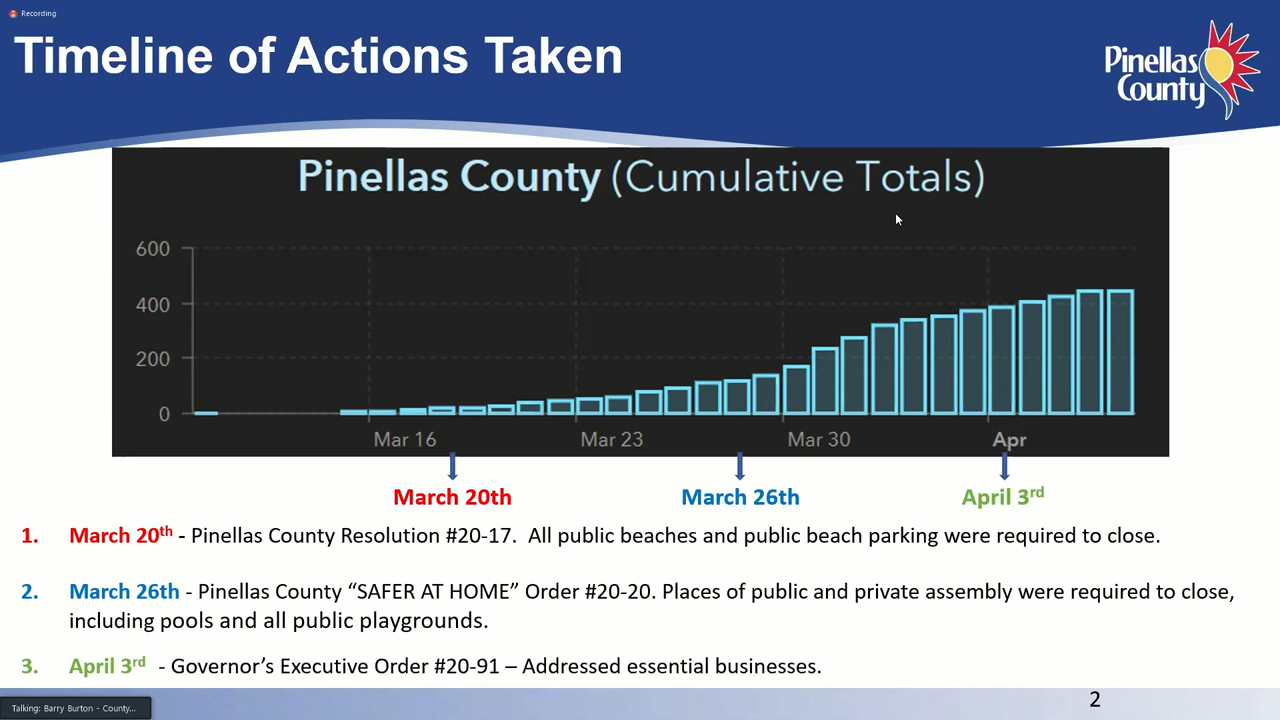 Recording
Timeline of Actions Taken
Pinellas
County
Pinellas County (Cumulative Totals)
600
400
200
0
Mar 16 Mar 23 Mar 30 Apr
March 20th March 26th April 3rd
1. March 20th - Pinellas County Resolution #20-17. All public beaches and public beach parking were required to close.
2. March 26th - Pinellas County “SAFER AT HOME” Order #20-20. Places of public and private assembly were required to close,
including pools and all public playgrounds.
3. April 3rd - Governor’s Executive Order #20-91 – Addressed essential businesses.
2
Talking: Barry Burton - County...